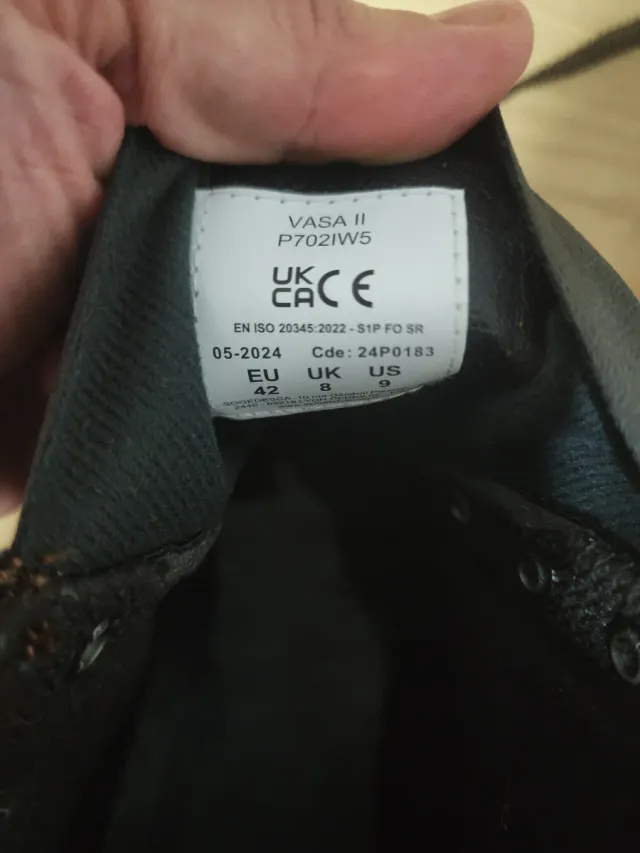 VASA II
P702IW5
UK
CA CE
EN ISO 20345:2022 - S1P FO SR
05-2024 Cde: 24P0183
EU UK US
42 8 9
SOGEDESCA